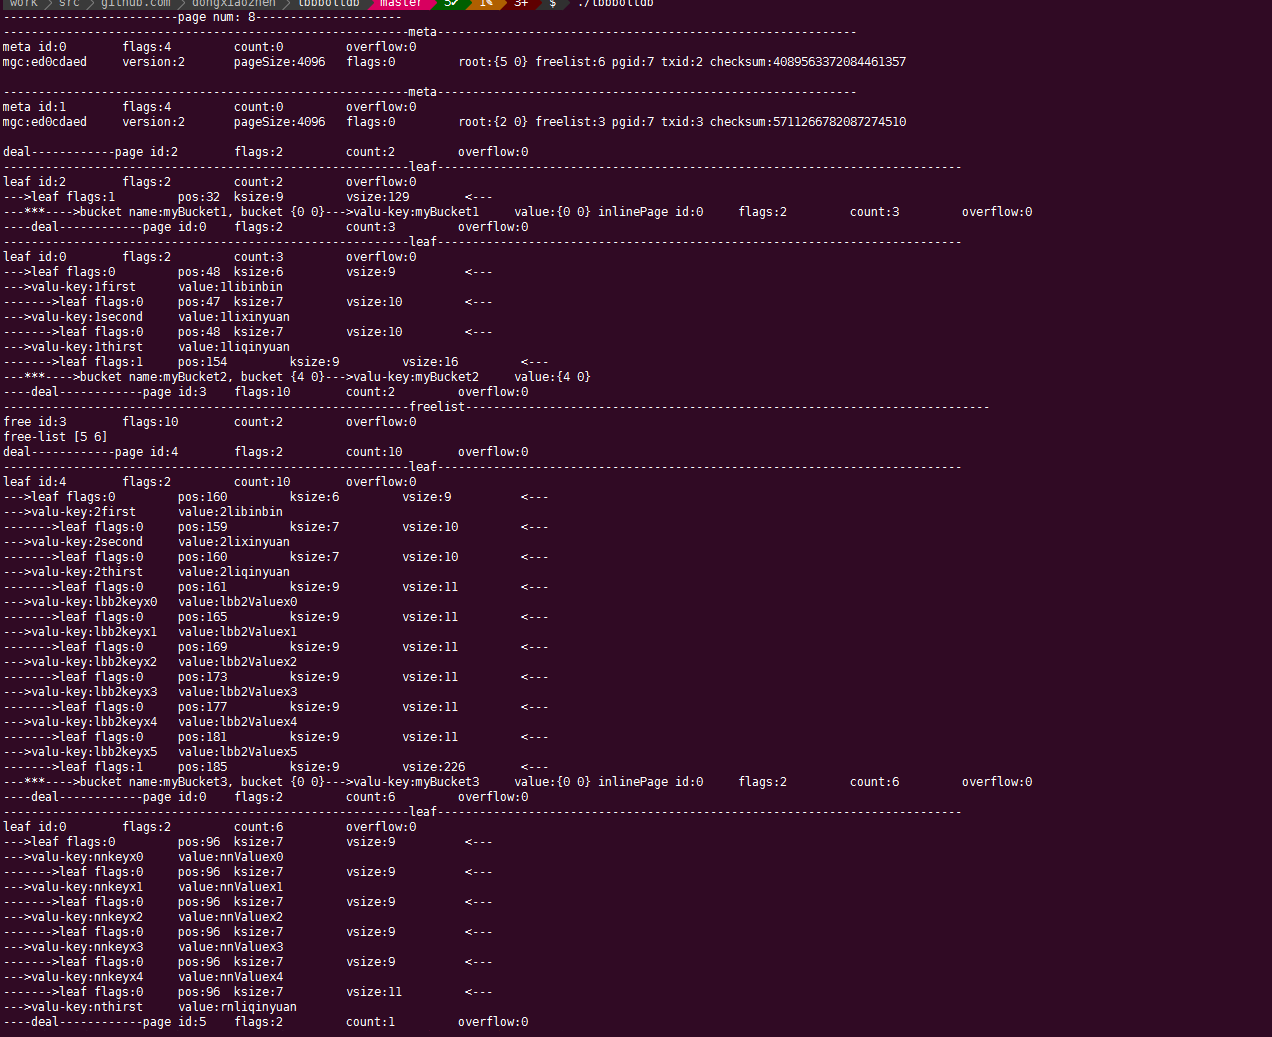 work src github.com dongxiaozhen lbbbolldb master 5✔ 1✎ 3+ $ ./lbbbolldb
-------------------------page num: 8---------------------
----------------------------------------------------------meta------------------------------------------------------------
meta id:0 flags:4 count:0 overflow:0
mgc:ed0cdaed version:2 pageSize:4096 flags:0 root:{5 0} freelist:6 pgid:7 txid:2 checksum:4089563372084461357
----------------------------------------------------------meta------------------------------------------------------------
meta id:1 flags:4 count:0 overflow:0
mgc:ed0cdaed version:2 pageSize:4096 flags:0 root:{2 0} freelist:3 pgid:7 txid:3 checksum:5711266782087274510
deal------------page id:2 flags:2 count:2 overflow:0
----------------------------------------------------------leaf---------------------------------------------------------------------------
leaf id:2 flags:2 count:2 overflow:0
--->leaf flags:1 pos:32 ksize:9 vsize:129 <---
---***---->bucket name:myBucket1, bucket {0 0}--->valu-key:myBucket1 value:{0 0} inlinePage id:0 flags:2 count:3 overflow:0
----deal------------page id:0 flags:2 count:3 overflow:0
----------------------------------------------------------leaf---------------------------------------------------------------------------
leaf id:0 flags:2 count:3 overflow:0
--->leaf flags:0 pos:48 ksize:6 vsize:9 <---
--->valu-key:1first value:1libinbin
------->leaf flags:0 pos:47 ksize:7 vsize:10 <---
--->valu-key:1second value:1lixinyuan
------->leaf flags:0 pos:48 ksize:7 vsize:10 <---
--->valu-key:1thirst value:1liqinyuan
------->leaf flags:1 pos:154 ksize:9 vsize:16 <---
---***---->bucket name:myBucket2, bucket {4 0}--->valu-key:myBucket2 value:{4 0}
----deal------------page id:3 flags:10 count:2 overflow:0
----------------------------------------------------------freelist---------------------------------------------------------------------------
free id:3 flags:10 count:2 overflow:0
free-list [5 6]
deal------------page id:4 flags:2 count:10 overflow:0
----------------------------------------------------------leaf---------------------------------------------------------------------------
leaf id:4 flags:2 count:10 overflow:0
--->leaf flags:0 pos:160 ksize:6 vsize:9 <---
--->valu-key:2first value:2libinbin
------->leaf flags:0 pos:159 ksize:7 vsize:10 <---
--->valu-key:2second value:2lixinyuan
------->leaf flags:0 pos:160 ksize:7 vsize:10 <---
--->valu-key:2thirst value:2liqinyuan
------->leaf flags:0 pos:161 ksize:9 vsize:11 <---
--->valu-key:lbb2keyx0 value:lbb2Valuex0
------->leaf flags:0 pos:165 ksize:9 vsize:11 <---
--->valu-key:lbb2keyx1 value:lbb2Valuex1
------->leaf flags:0 pos:169 ksize:9 vsize:11 <---
--->valu-key:lbb2keyx2 value:lbb2Valuex2
------->leaf flags:0 pos:173 ksize:9 vsize:11 <---
--->valu-key:lbb2keyx3 value:lbb2Valuex3
------->leaf flags:0 pos:177 ksize:9 vsize:11 <---
--->valu-key:lbb2keyx4 value:lbb2Valuex4
------->leaf flags:0 pos:181 ksize:9 vsize:11 <---
--->valu-key:lbb2keyx5 value:lbb2Valuex5
------->leaf flags:1 pos:185 ksize:9 vsize:226 <---
---***---->bucket name:myBucket3, bucket {0 0}--->valu-key:myBucket3 value:{0 0} inlinePage id:0 flags:2 count:6 overflow:0
----deal------------page id:0 flags:2 count:6 overflow:0
----------------------------------------------------------leaf---------------------------------------------------------------------------
leaf id:0 flags:2 count:6 overflow:0
--->leaf flags:0 pos:96 ksize:7 vsize:9 <---
--->valu-key:nnkeyx0 value:nnValuex0
------->leaf flags:0 pos:96 ksize:7 vsize:9 <---
--->valu-key:nnkeyx1 value:nnValuex1
------->leaf flags:0 pos:96 ksize:7 vsize:9 <---
--->valu-key:nnkeyx2 value:nnValuex2
------->leaf flags:0 pos:96 ksize:7 vsize:9 <---
--->valu-key:nnkeyx3 value:nnValuex3
------->leaf flags:0 pos:96 ksize:7 vsize:9 <---
--->valu-key:nnkeyx4 value:nnValuex4
------->leaf flags:0 pos:96 ksize:7 vsize:11 <---
--->valu-key:nthirst value:rnliqinyuan
----deal------------page id:5 flags:2 count:1 overflow:0